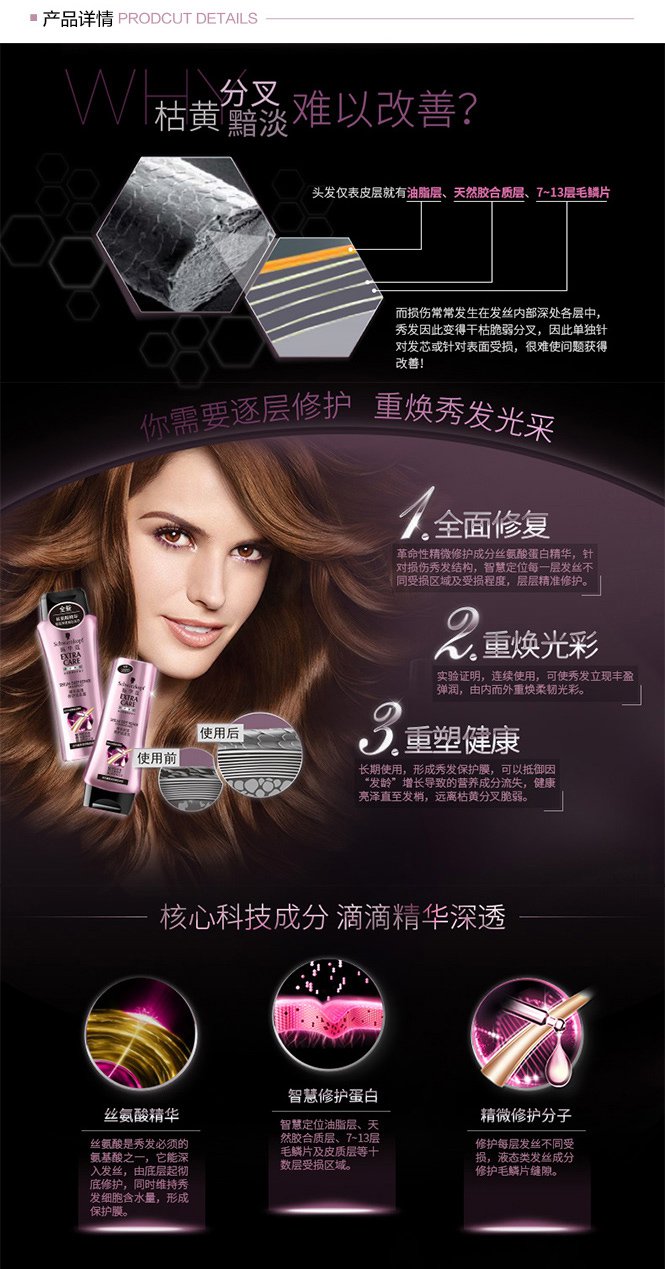 产品详情 PRODCUT DETAILS
WHY
枯黄分叉黯淡难以改善?
头发仅表皮层就有油脂层、天然胶合质层、7~13层毛鳞片
而损伤常常发生在发丝内部深处各层中，
秀发因此变得干枯脆弱分叉，因此单独针
对发芯或针对表面受损，很难使问题获得
改善!
你需要逐层修护 重焕秀发光采
1.全面修复
革命性精微修护成分丝氨酸蛋白精华，针
对损伤秀发结构，智慧定位每一层发丝不
同受损区域及受损程度，层层精准修护。
2.重焕光彩
实验证明，连续使用，可使秀发立现丰盈
弹润，由内而外重焕柔韧光彩。
3.重塑健康
长期使用，形成秀发保护膜，可以抵御因
“发龄”增长导致的营养成分流失，健康
亮泽直至发梢，远离枯黄分叉脆弱。
Schwarzkopf
EXTRA
CARE
Schwarzkopf
EXTRA
CARE
使用前
使用后
核心科技成分 滴滴精华深透
丝氨酸精华
丝氨酸是秀发必须的
氨基酸之一，它能深
入发丝，由底层起彻
底修护，同时维持秀
发细胞含水量，形成
保护膜。
智慧修护蛋白
智慧定位油脂层、天
然胶合质层、7~13层
毛鳞片及皮质层等十
数层受损区域。
精微修护分子
修护每层发丝不同受
损，液态类发丝成分
修护毛鳞片缝隙。